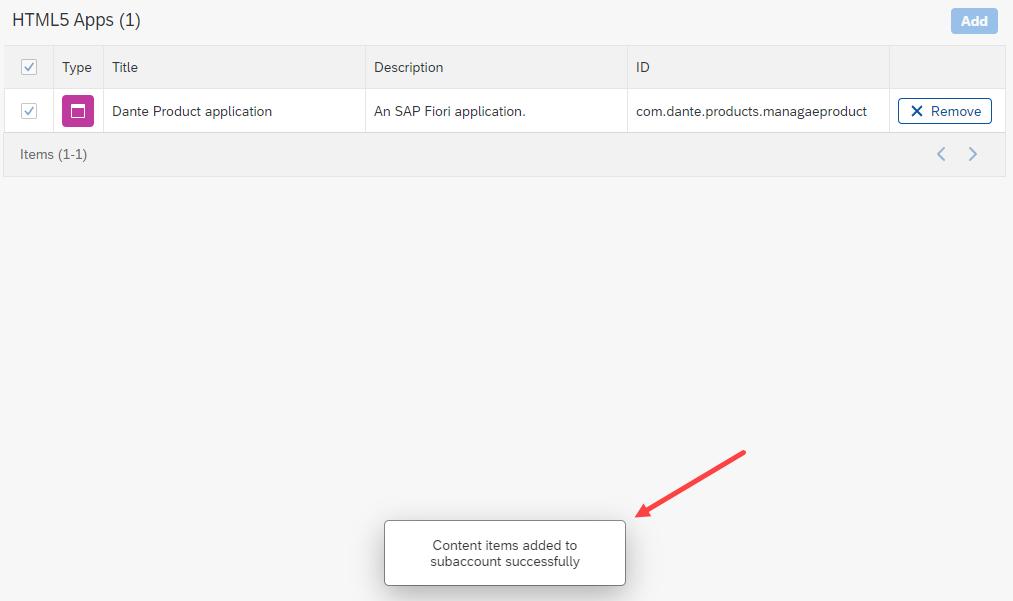 HTML5 Apps (1)
Add
Type Title Description ID
Dante Product application An SAP Fiori application. com.dante.products.managaeproduct Remove
Items (1-1)
Content items added to
subaccount successfully